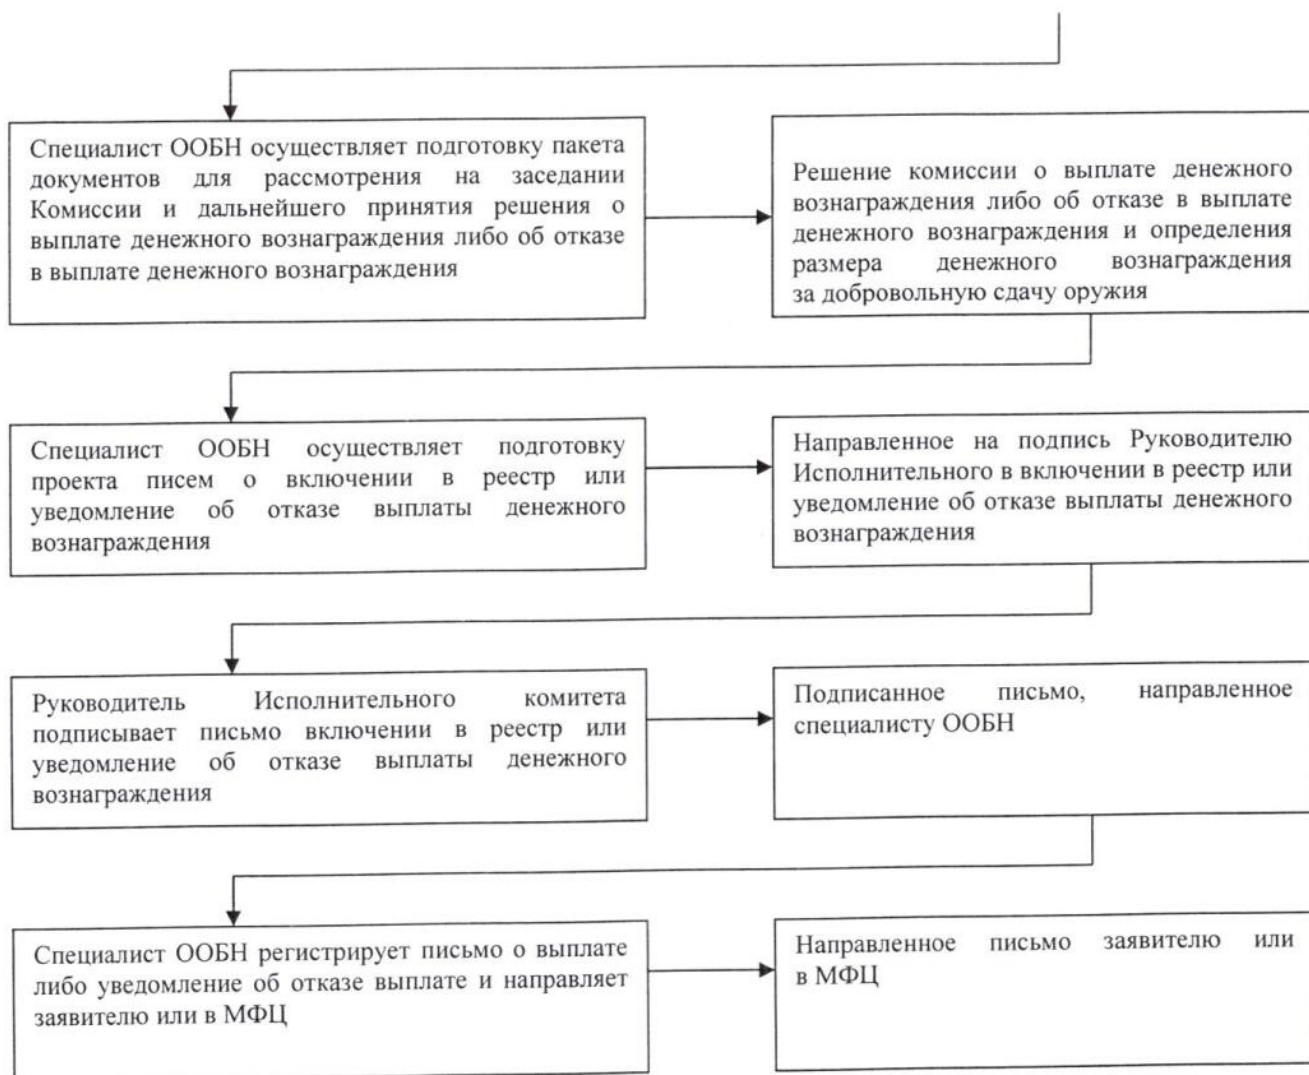 Специалист ООБН осуществляет подготовку пакета
документов для рассмотрения на заседании
Комиссии и дальнейшего принятия решения о
выплате денежного вознаграждения либо об отказе
в выплате денежного вознаграждения
Решение комиссии о выплате денежного
вознаграждения либо об отказе в выплате
денежного вознаграждения и определения
размера денежного вознаграждения
за добровольную сдачу оружия
Специалист ООБН осуществляет подготовку
проекта писем о включении в реестр или
уведомление об отказе выплаты денежного
вознаграждения
Направленное на подпись Руководителю
Исполнительного в включении в реестр или
уведомление об отказе выплаты денежного
вознаграждения
Руководитель Исполнительного комитета
подписывает письмо включении в реестр или
уведомление об отказе выплаты денежного
вознаграждения
Подписанное письмо, направленное
специалисту ООБН
Специалист ООБН регистрирует письмо о выплате
либо уведомление об отказе выплате и направляет
заявителю или в МФЦ
Направленное письмо заявителю или
в МФЦ